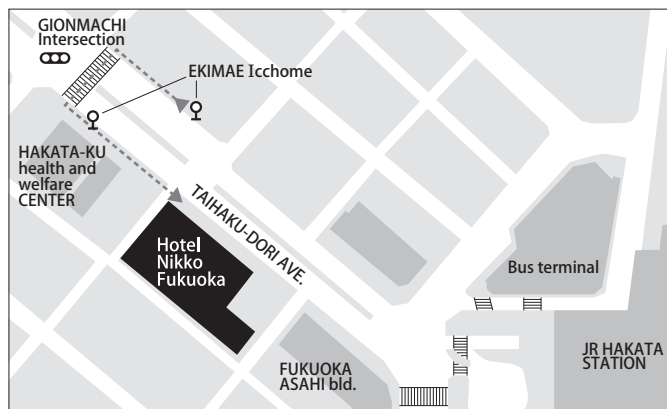 GIONMACHI
Intersection
EKIMAE Icchome
HAKATA-KU
health and
welfare
CENTER
TAIHAKU-DORI AVE.
Hotel
Nikko
Fukuoka
Bus terminal
JR HAKATA
STATION
FUKUOKA
ASAHI bld.